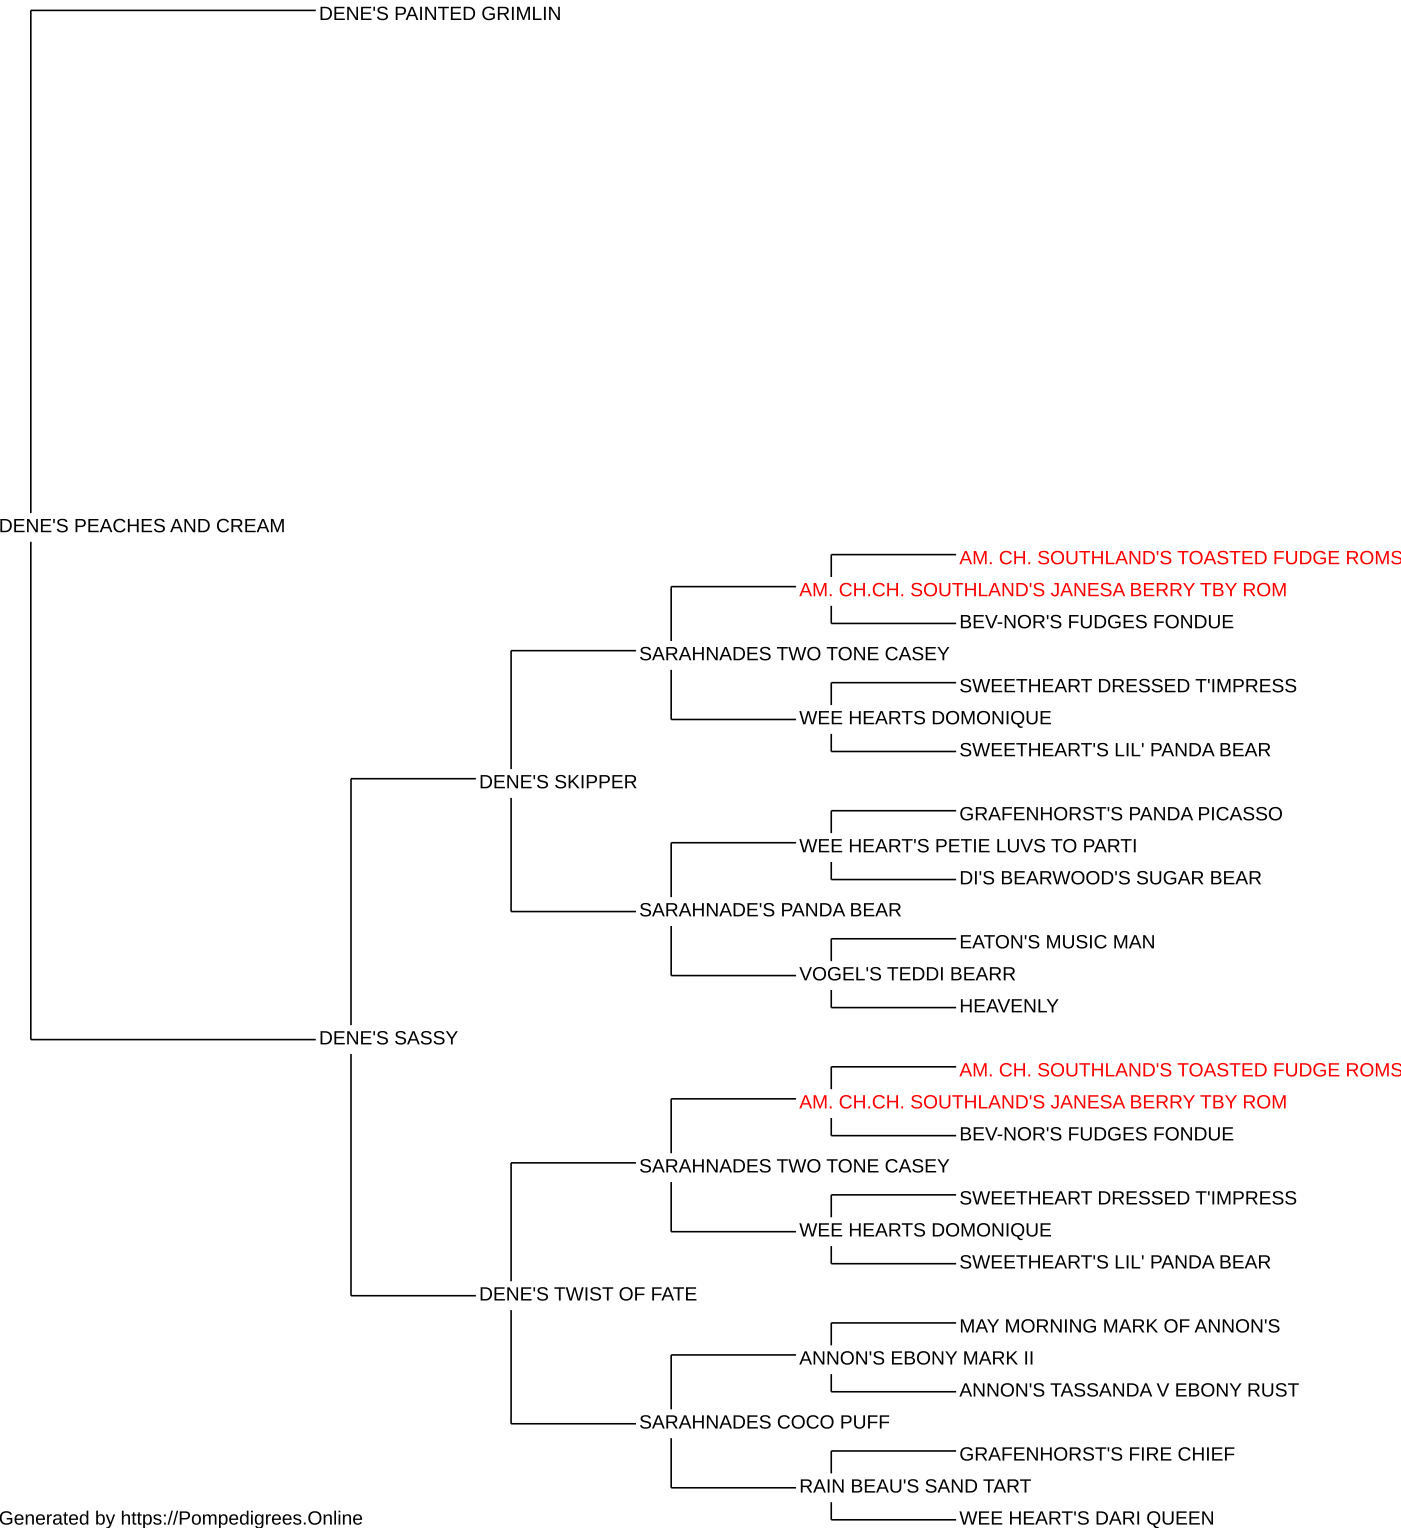 DENE'S PAINTED GRIMLIN
DENE'S PEACHES AND CREAM
AM. CH. SOUTHLAND'S TOASTED FUDGE ROMS
AM. CH.CH. SOUTHLAND'S JANESA BERRY TBY ROM
BEV-NOR'S FUDGES FONDUE
SARAHNADES TWO TONE CASEY
SWEETHEART DRESSED T'IMPRESS
WEE HEARTS DOMONIQUE
SWEETHEART'S LIL' PANDA BEAR
DENE'S SKIPPER
GRAFENHORST'S PANDA PICASSO
WEE HEART'S PETIE LUVS TO PARTI
DI'S BEARWOOD'S SUGAR BEAR
SARAHNADE'S PANDA BEAR
EATON'S MUSIC MAN
VOGEL'S TEDDI BEARR
HEAVENLY
DENE'S SASSY
AM. CH. SOUTHLAND'S TOASTED FUDGE ROMS
AM. CH.CH. SOUTHLAND'S JANESA BERRY TBY ROM
BEV-NOR'S FUDGES FONDUE
SARAHNADES TWO TONE CASEY
SWEETHEART DRESSED T'IMPRESS
WEE HEARTS DOMONIQUE
SWEETHEART'S LIL' PANDA BEAR
DENE'S TWIST OF FATE
MAY MORNING MARK OF ANNON'S
ANNON'S EBONY MARK II
ANNON'S TASSANDA V EBONY RUST
SARAHNADES COCO PUFF
GRAFENHORST'S FIRE CHIEF
RAIN BEAU'S SAND TART
WEE HEART'S DARI QUEEN
Generated by https://Pompedigrees.Online